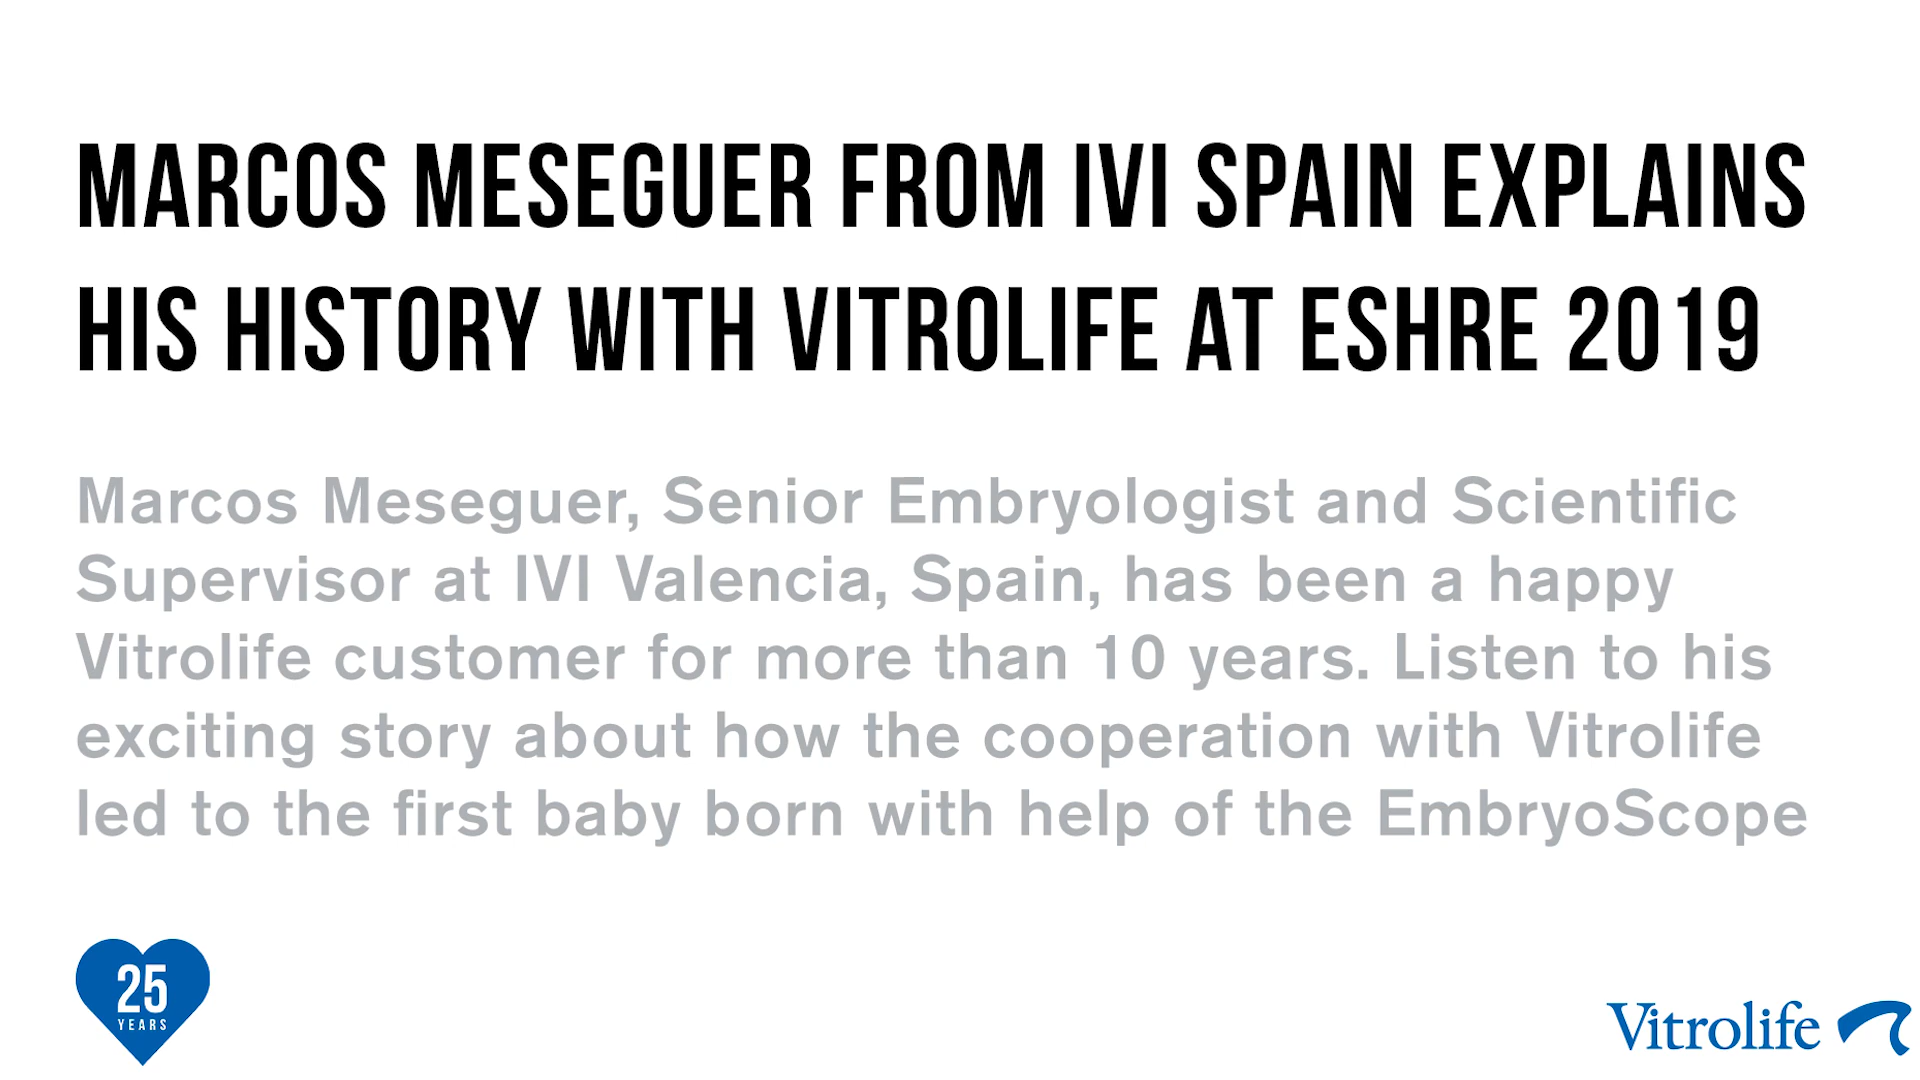 MARCOS MESEGUER FROM IVI SPAIN EXPLAINS
HIS HISTORY WITH VITROLIFE AT ESHRE 2019
Marcos Meseguer, Senior Embryologist and Scientific
Supervisor at IVI Valencia, Spain, has been a happy
Vitrolife customer for more than 10 years. Listen to his
exciting story about how the cooperation with Vitrolife
led to the first baby born with help of the EmbryoScope
25
YEARS
Vitrolife